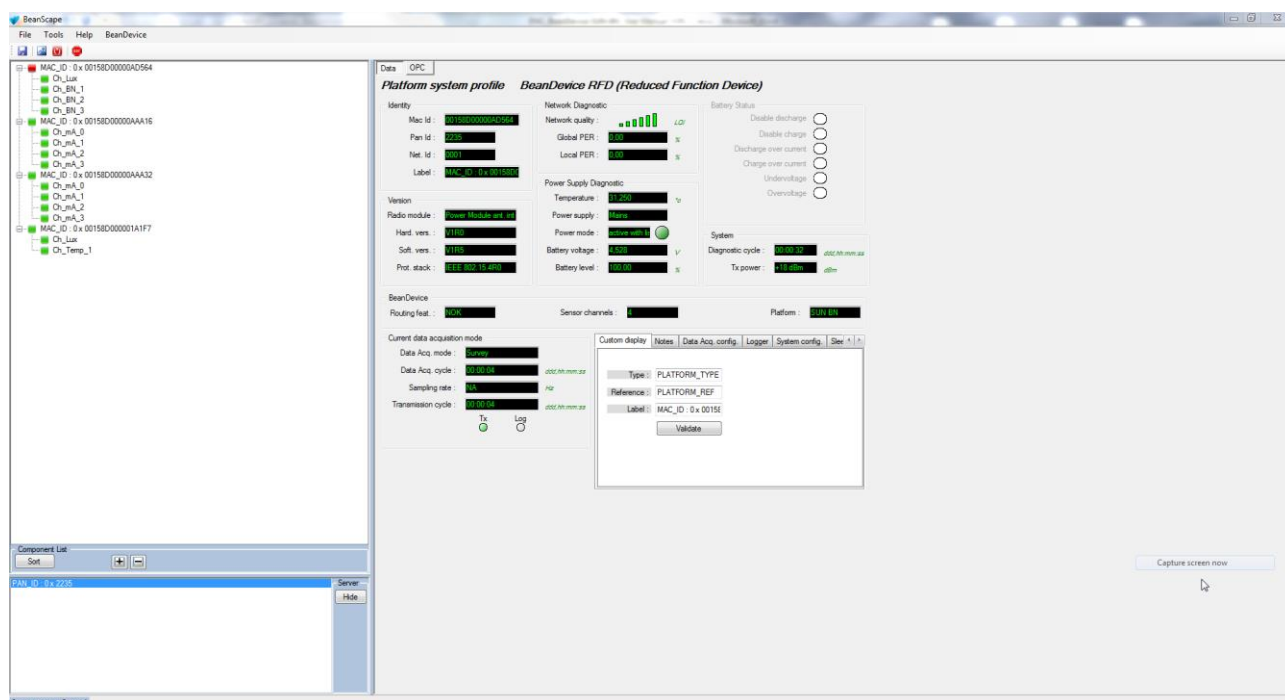 BeanScape
File Tools Help BeanDevice
MAC_ID : 0 x 00158D00000AD564
Ch_Lux
Ch_BN_1
Ch_BN_2
Ch_BN_3
MAC_ID : 0 x 00158D00000AAA16
Ch_mA_0
Ch_mA_1
Ch_mA_2
Ch_mA_3
MAC_ID : 0 x 00158D00000AAA32
Ch_mA_0
Ch_mA_1
Ch_mA_2
Ch_mA_3
MAC_ID : 0 x 00158D000001A1F7
Ch_Lux
Ch_Temp_1
Component List
Sort
PAN_ID : 0 x 2235
Server
Hide
Data OPC
Platform system profile BeanDevice RFD (Reduced Function Device)
Identity
Mac Id : 00158D00000AD564
Pan Id : 2235
Net. Id : 0001
Label : MAC_ID : 0 x 00158D0
Version
Radio module : Power Module ant. int
Hard. vers. : V1R0
Soft. vers. : V1R5
Prot. stack : IEEE 802.15.4R0
Network Diagnostic
Network quality : LQI
Global PER : 0.00 %
Local PER : 0.00 %
Power Supply Diagnostic
Temperature : 31.250
Power supply : Mains
Power mode : active with b
Battery voltage : 4.528 V
Battery level : 100.00 %
Battery Status
Disable discharge
Disable charge
Discharge over current
Charge over current
Undervoltage
Overvoltage
System
Diagnostic cycle : 00:00:32 ddd,hh:mm:ss
Tx power : +18 dBm dBm
BeanDevice
Routing feat. : NOK Sensor channels : 4 Platform : SUN BN
Current data acquisition mode
Data Acq. mode : Survey
Data Acq. cycle : 00:00:04 ddd,hh:mm:ss
Sampling rate : NA Hz
Transmission cycle : 00:00:04 ddd,hh:mm:ss
Tx Log
Custom display Notes Data Acq. config. Logger System config. Slee
Type : PLATFORM_TYPE
Reference : PLATFORM_REF
Label : MAC_ID : 0 x 00158
Validate
Capture screen now